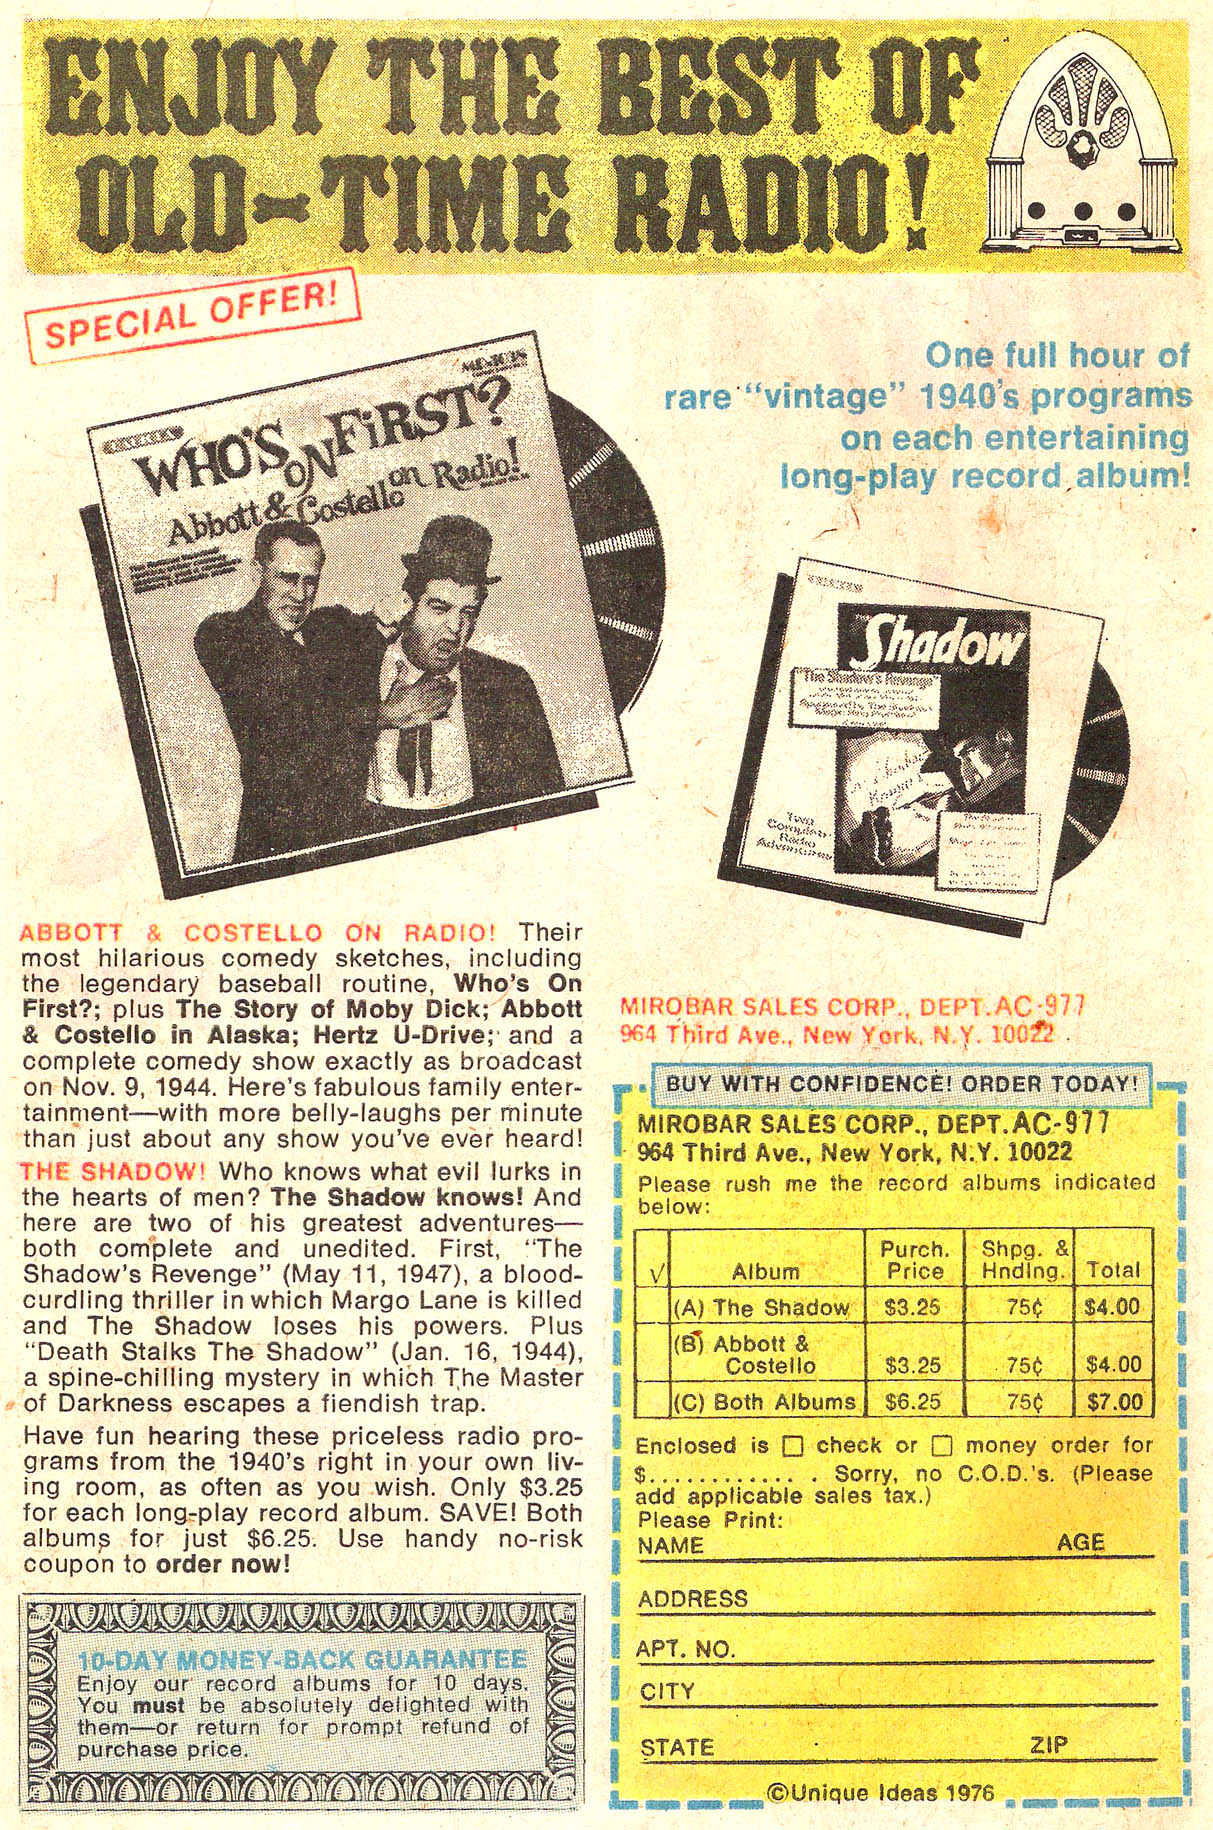 ENJOY THE BEST OF
OLD-TIME RADIO!
SPECIAL OFFER!
WHO'S ON FiRST?
Abbott & Costello on Radio!
One full hour of
rare "vintage" 1940's programs
on each entertaining
long-play record album!
The Shadow
"The Shadow's Revenge"
Two
Complete
Radio
Adventures
ABBOTT & COSTELLO ON RADIO! Their
most hilarious comedy sketches, including
the legendary baseball routine, Who's On
First?; plus The Story of Moby Dick; Abbott
& Costello in Alaska; Hertz U-Drive; and a
complete comedy show exactly as broadcast
on Nov. 9, 1944. Here's fabulous family enter-
tainment—with more belly-laughs per minute
than just about any show you've ever heard!
THE SHADOW! Who knows what evil lurks in
the hearts of men? The Shadow knows! And
here are two of his greatest adventures—
both complete and unedited. First, "The
Shadow's Revenge" (May 11, 1947), a blood-
curdling thriller in which Margo Lane is killed
and The Shadow loses his powers. Plus
"Death Stalks The Shadow" (Jan. 16, 1944),
a spine-chilling mystery in which The Master
of Darkness escapes a fiendish trap.
Have fun hearing these priceless radio pro-
grams from the 1940's right in your own liv-
ing room, as often as you wish. Only $3.25
for each long-play record album. SAVE! Both
albums for just $6.25. Use handy no-risk
coupon to order now!
10-DAY MONEY-BACK GUARANTEE
Enjoy our record albums for 10 days.
You must be absolutely delighted with
them—or return for prompt refund of
purchase price.
MIROBAR SALES CORP., DEPT. AC-977
964 Third Ave., New York, N.Y. 10022
BUY WITH CONFIDENCE! ORDER TODAY!
MIROBAR SALES CORP., DEPT. AC-977
964 Third Ave., New York, N.Y. 10022
Please rush me the record albums indicated
below:
√ Album Purch. Price Shpg. & Hndlng. Total
(A) The Shadow $3.25 75¢ $4.00
(B) Abbott & Costello $3.25 75¢ $4.00
(C) Both Albums $6.25 75¢ $7.00
Enclosed is □ check or □ money order for
$............. Sorry, no C.O.D.'s. (Please
add applicable sales tax.)
Please Print:
NAME AGE
ADDRESS
APT. NO.
CITY
STATE ZIP
©Unique Ideas 1976